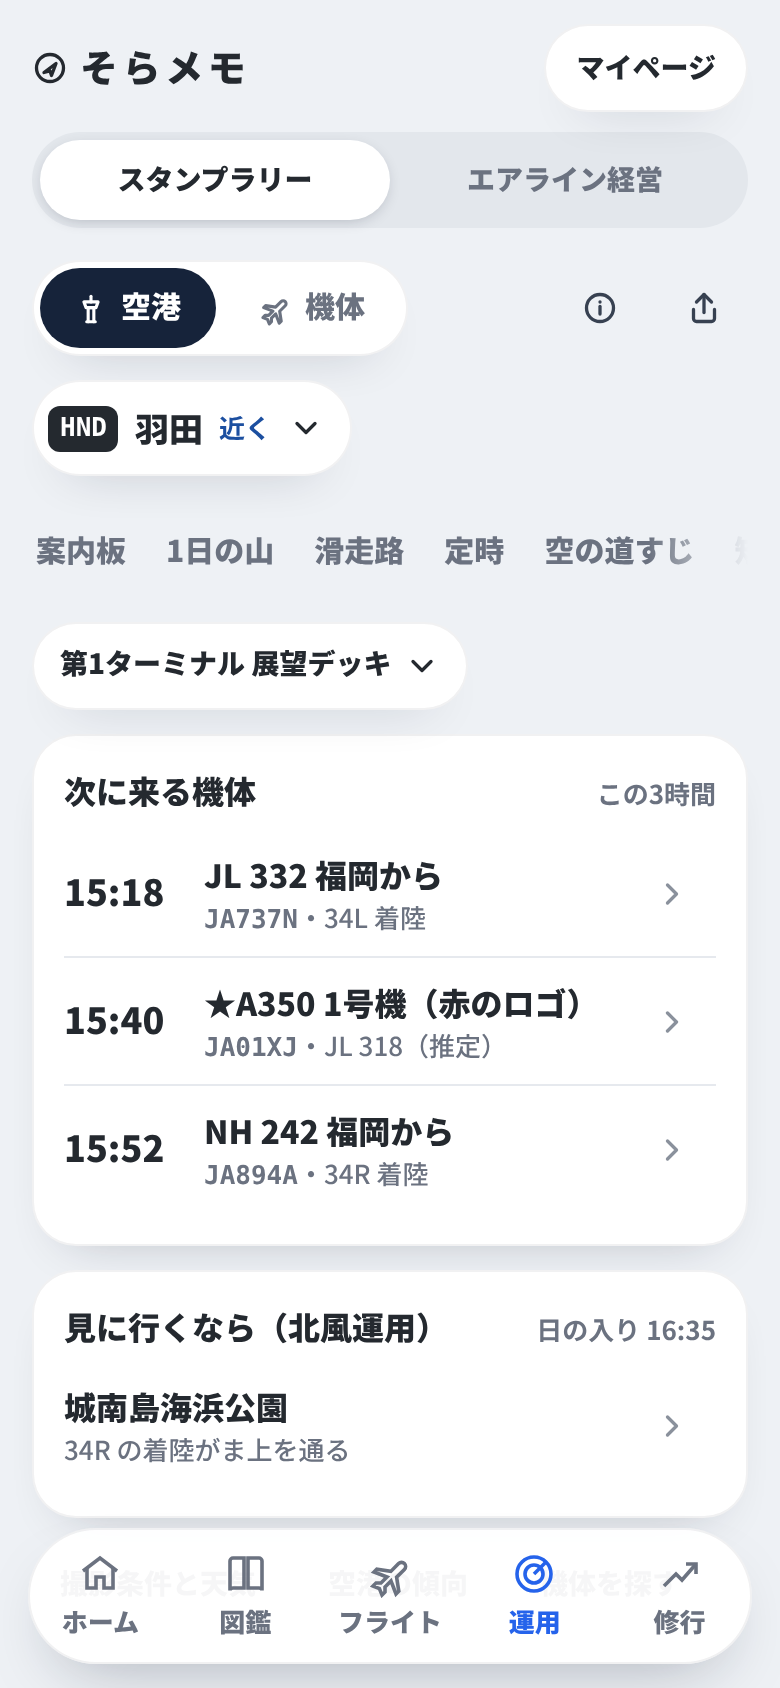 そらメモ
マイページ
スタンプラリー
エアライン経営
空港
機体
HND 羽田 近く
案内板 1日の山 滑走路 定時 空の道すじ
第1ターミナル 展望デッキ
次に来る機体
この3時間
15:18
JL 332 福岡から
JA737N・34L 着陸
15:40
★A350 1号機（赤のロゴ）
JA01XJ・JL 318（推定）
15:52
NH 242 福岡から
JA894A・34R 着陸
見に行くなら（北風運用）
日の入り 16:35
城南島海浜公園
34R の着陸がま上を通る
ホーム
図鑑
フライト
運用
修行